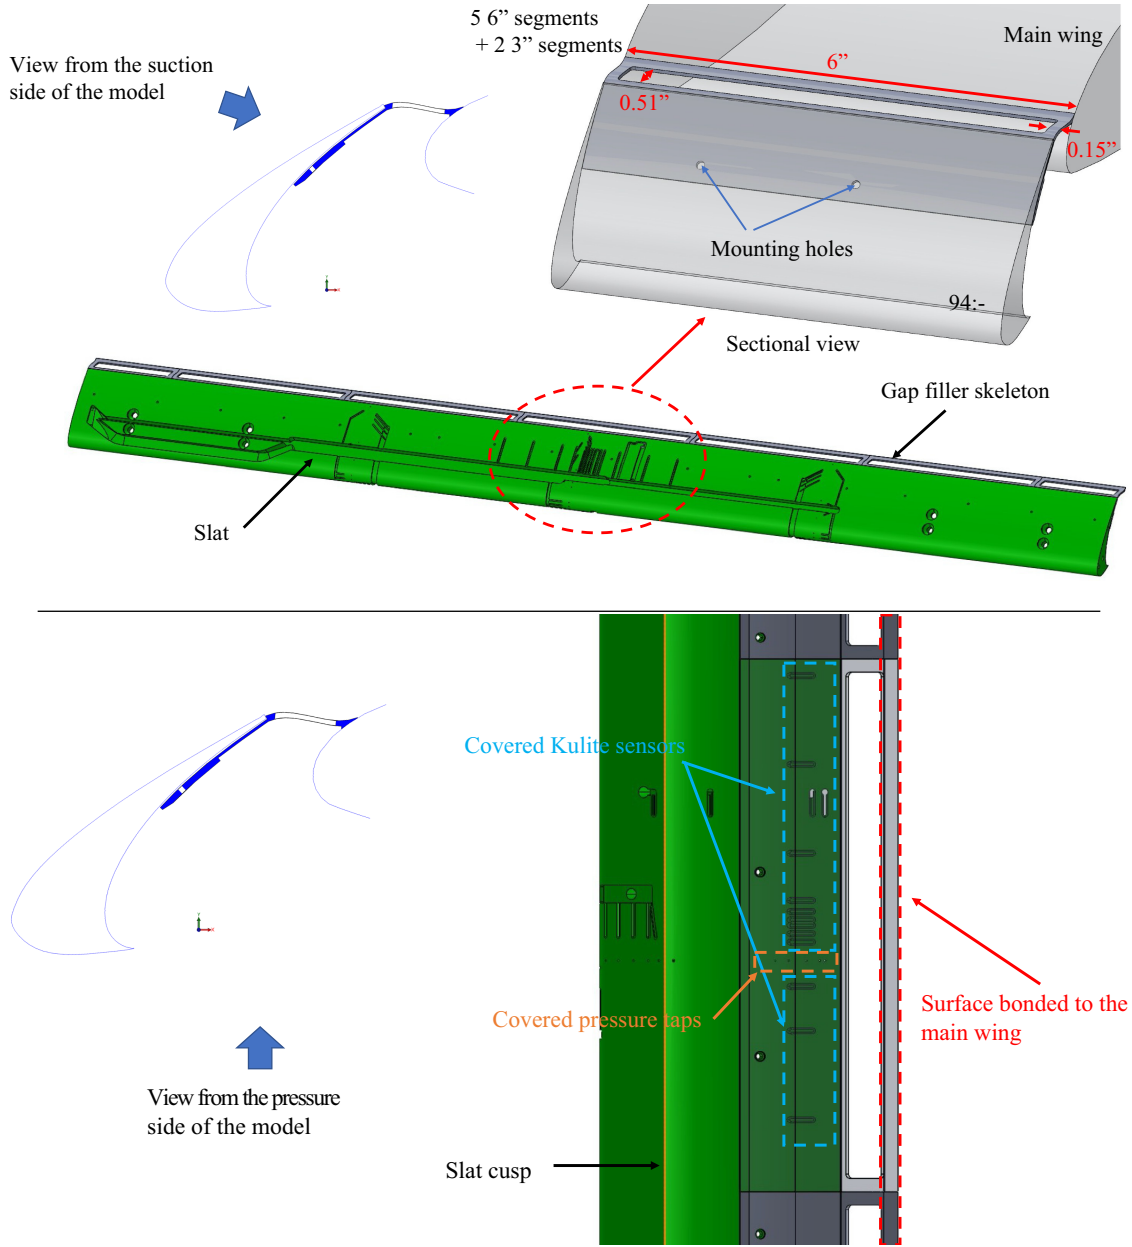 5 6” segments
+ 2 3” segments
Main wing
View from the suction
side of the model
6”
0.51”
0.15”
Mounting holes
94:-
Sectional view
Gap filler skeleton
Slat
Covered Kulite sensors
Covered pressure taps
Surface bonded to the
main wing
View from the pressure
side of the model
Slat cusp